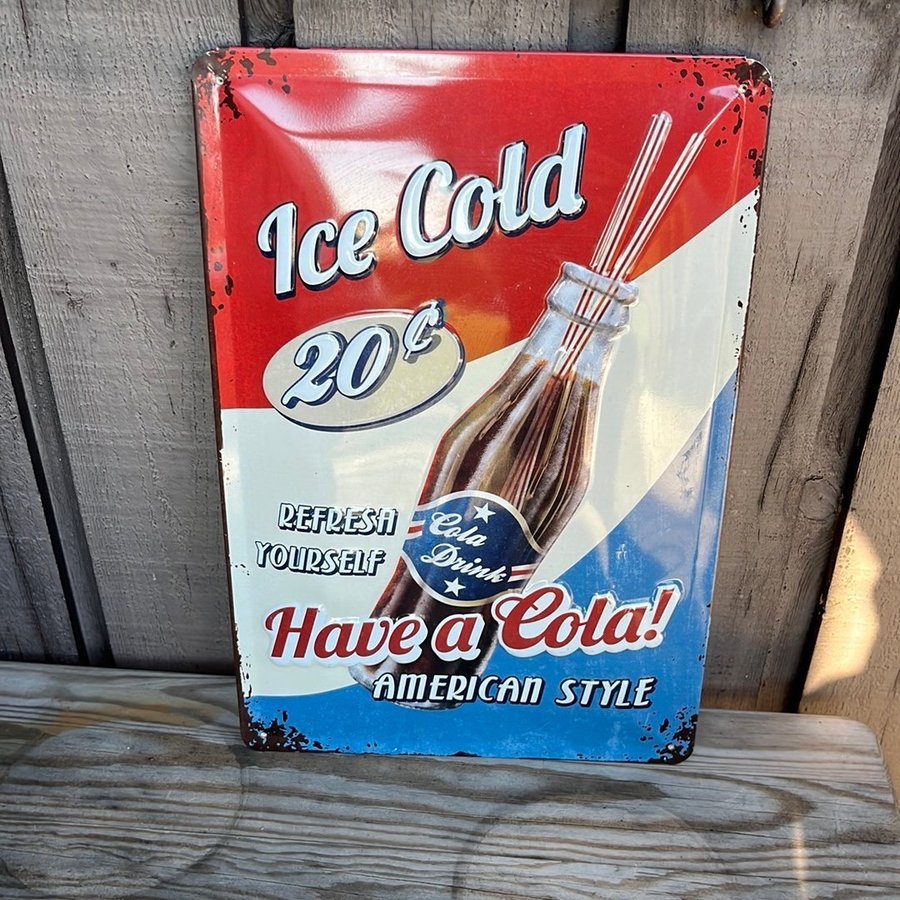 Ice Cold
20¢
REFRESH
YOURSELF
Cola
Drink
Have a Cola!
AMERICAN STYLE